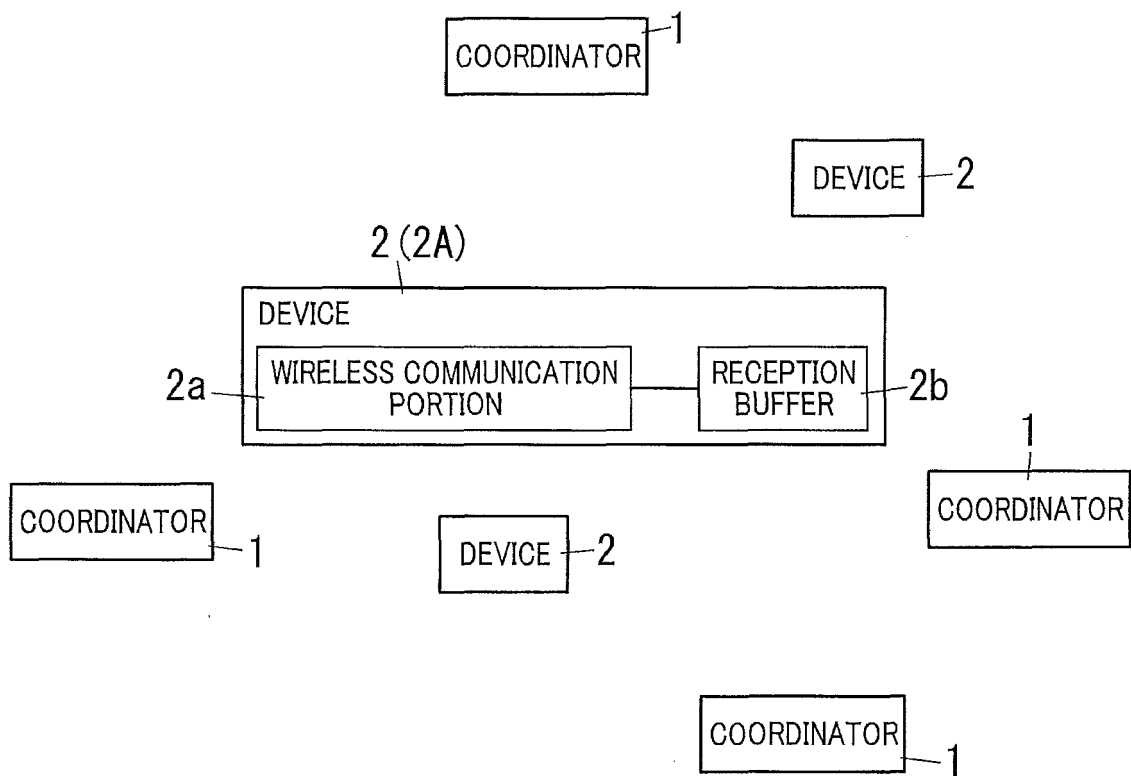 1
COORDINATOR
DEVICE 2
2 (2A)
DEVICE
WIRELESS COMMUNICATION
PORTION
2a
RECEPTION
BUFFER
2b
1
COORDINATOR
COORDINATOR
1
DEVICE 2
COORDINATOR
1